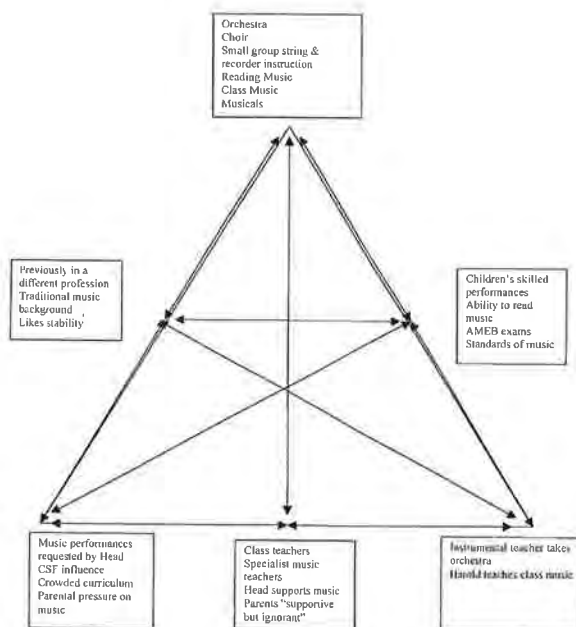 Orchestra
Choir
Small group string &
recorder instruction
Reading Music
Class Music
Musicals
Previously in a
different profession
Traditional music
background
Likes stability
Children's skilled
performances
Ability to read
music
AMEB exams
Standards of music
Music performances
requested by Head
CSF influence
Crowded curriculum
Parental pressure on
music
Class teachers
Specialist music
teachers
Head supports music
Parents "supportive
but ignorant"
Instrumental teacher takes
orchestra
Harold teaches class music